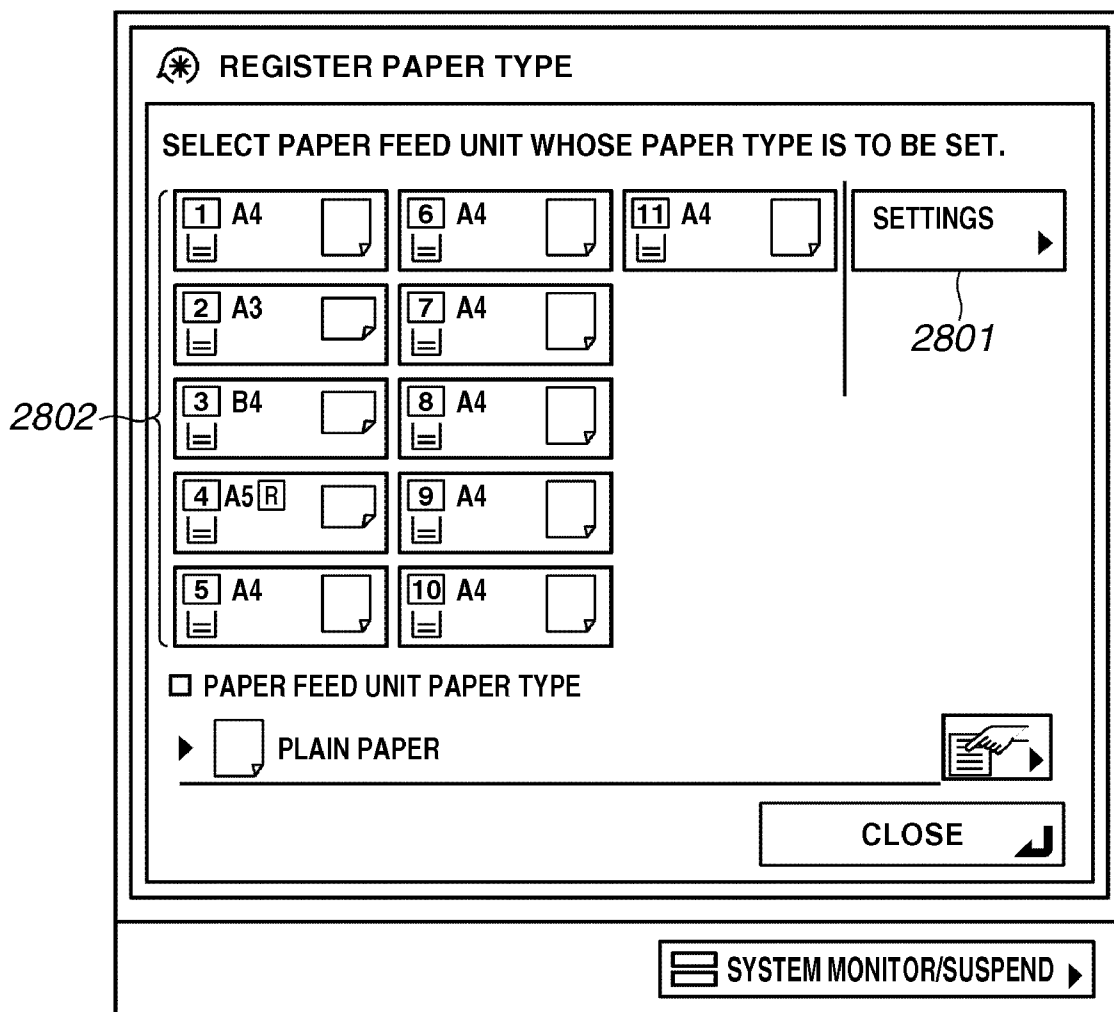 REGISTER PAPER TYPE
SELECT PAPER FEED UNIT WHOSE PAPER TYPE IS TO BE SET.
1 A4 6 A4 11 A4 SETTINGS
2 A3 7 A4 2801
2802 3 B4 8 A4
4 A5 R 9 A4
5 A4 10 A4
PAPER FEED UNIT PAPER TYPE
PLAIN PAPER
CLOSE
SYSTEM MONITOR/SUSPEND